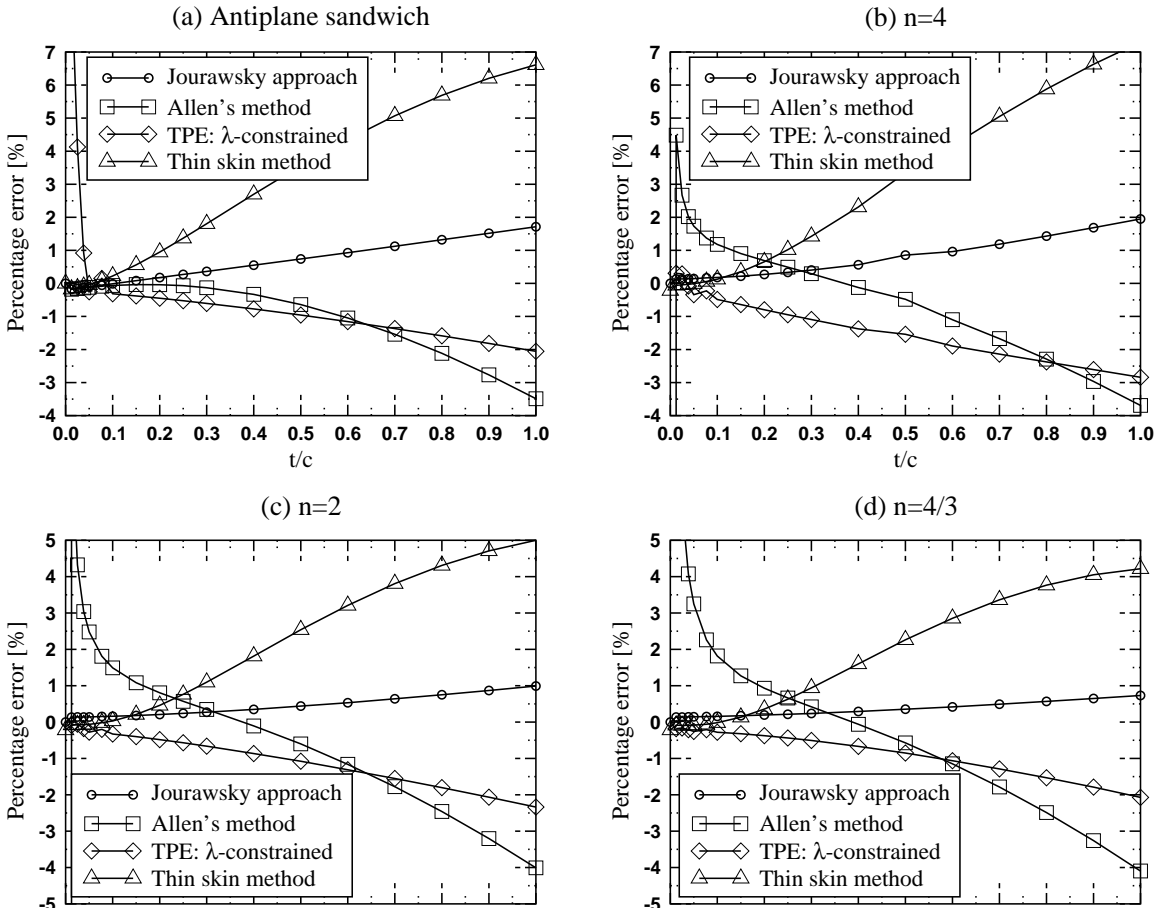 (a) Antiplane sandwich
7
6
5
4
3
2
1
0
-1
-2
-3
-4
Percentage error [%]
Jourawsky approach
Allen's method
TPE: λ-constrained
Thin skin method
0.0 0.1 0.2 0.3 0.4 0.5 0.6 0.7 0.8 0.9 1.0
t/c
(b) n=4
7
6
5
4
3
2
1
0
-1
-2
-3
-4
Percentage error [%]
Jourawsky approach
Allen's method
TPE: λ-constrained
Thin skin method
0.0 0.1 0.2 0.3 0.4 0.5 0.6 0.7 0.8 0.9 1.0
t/c
(c) n=2
5
4
3
2
1
0
-1
-2
-3
-4
-5
Percentage error [%]
Jourawsky approach
Allen's method
TPE: λ-constrained
Thin skin method
(d) n=4/3
5
4
3
2
1
0
-1
-2
-3
-4
-5
Percentage error [%]
Jourawsky approach
Allen's method
TPE: λ-constrained
Thin skin method